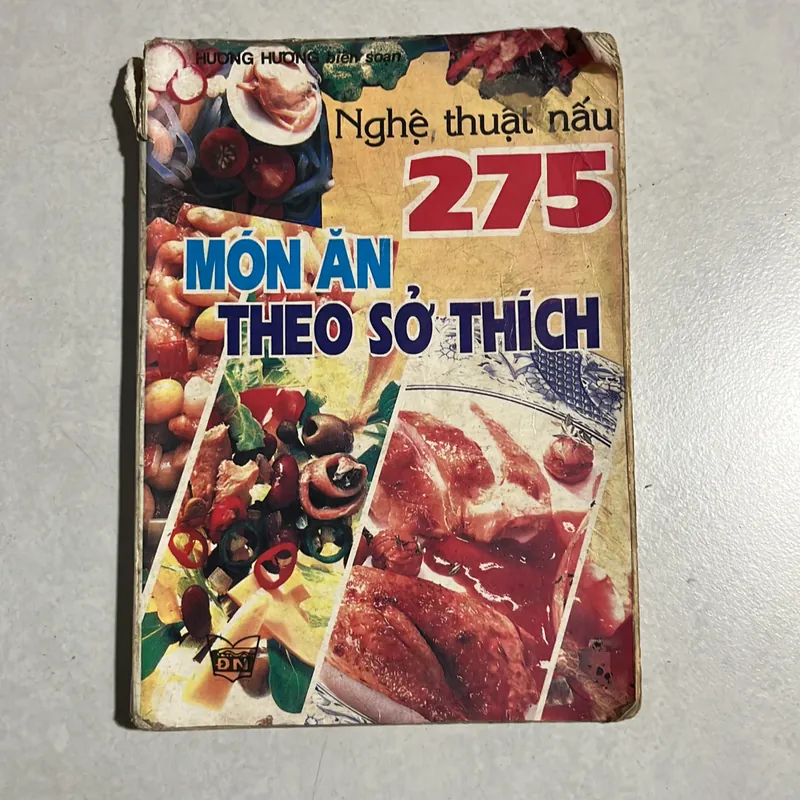 HƯƠNG HƯƠNG biên soạn
Nghệ thuật nấu
275
MÓN ĂN
THEO SỞ THÍCH
ĐN